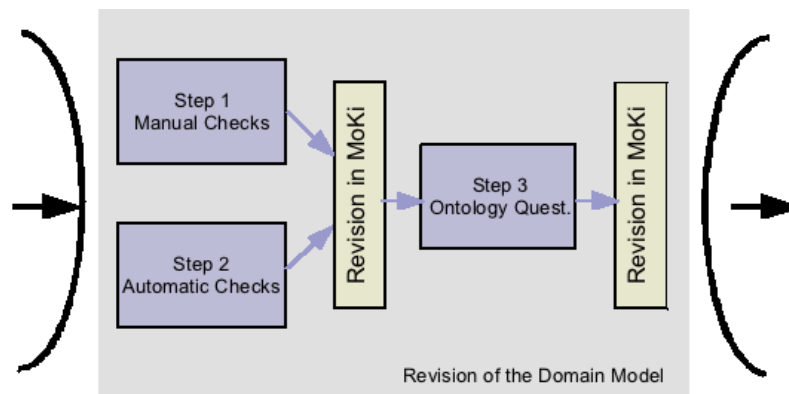 Step 1
Manual Checks
Step 2
Automatic Checks
Revision in MoKi
Step 3
Ontology Quest.
Revision in MoKi
Revision of the Domain Model